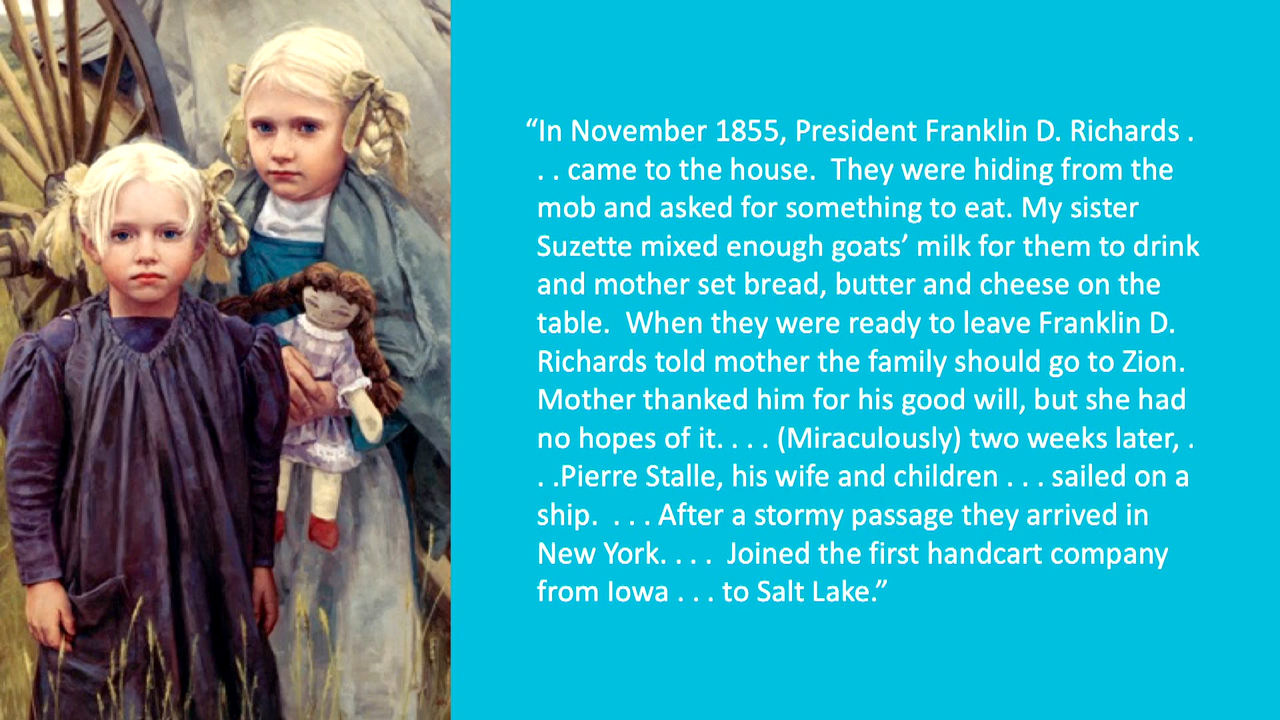 “In November 1855, President Franklin D. Richards .
. . came to the house.  They were hiding from the
mob and asked for something to eat. My sister
Suzette mixed enough goats’ milk for them to drink
and mother set bread, butter and cheese on the
table.  When they were ready to leave Franklin D.
Richards told mother the family should go to Zion.
Mother thanked him for his good will, but she had
no hopes of it. . . . (Miraculously) two weeks later, .
. .Pierre Stalle, his wife and children . . . sailed on a
ship.  . . . After a stormy passage they arrived in
New York. . . .  Joined the first handcart company
from Iowa . . . to Salt Lake.”